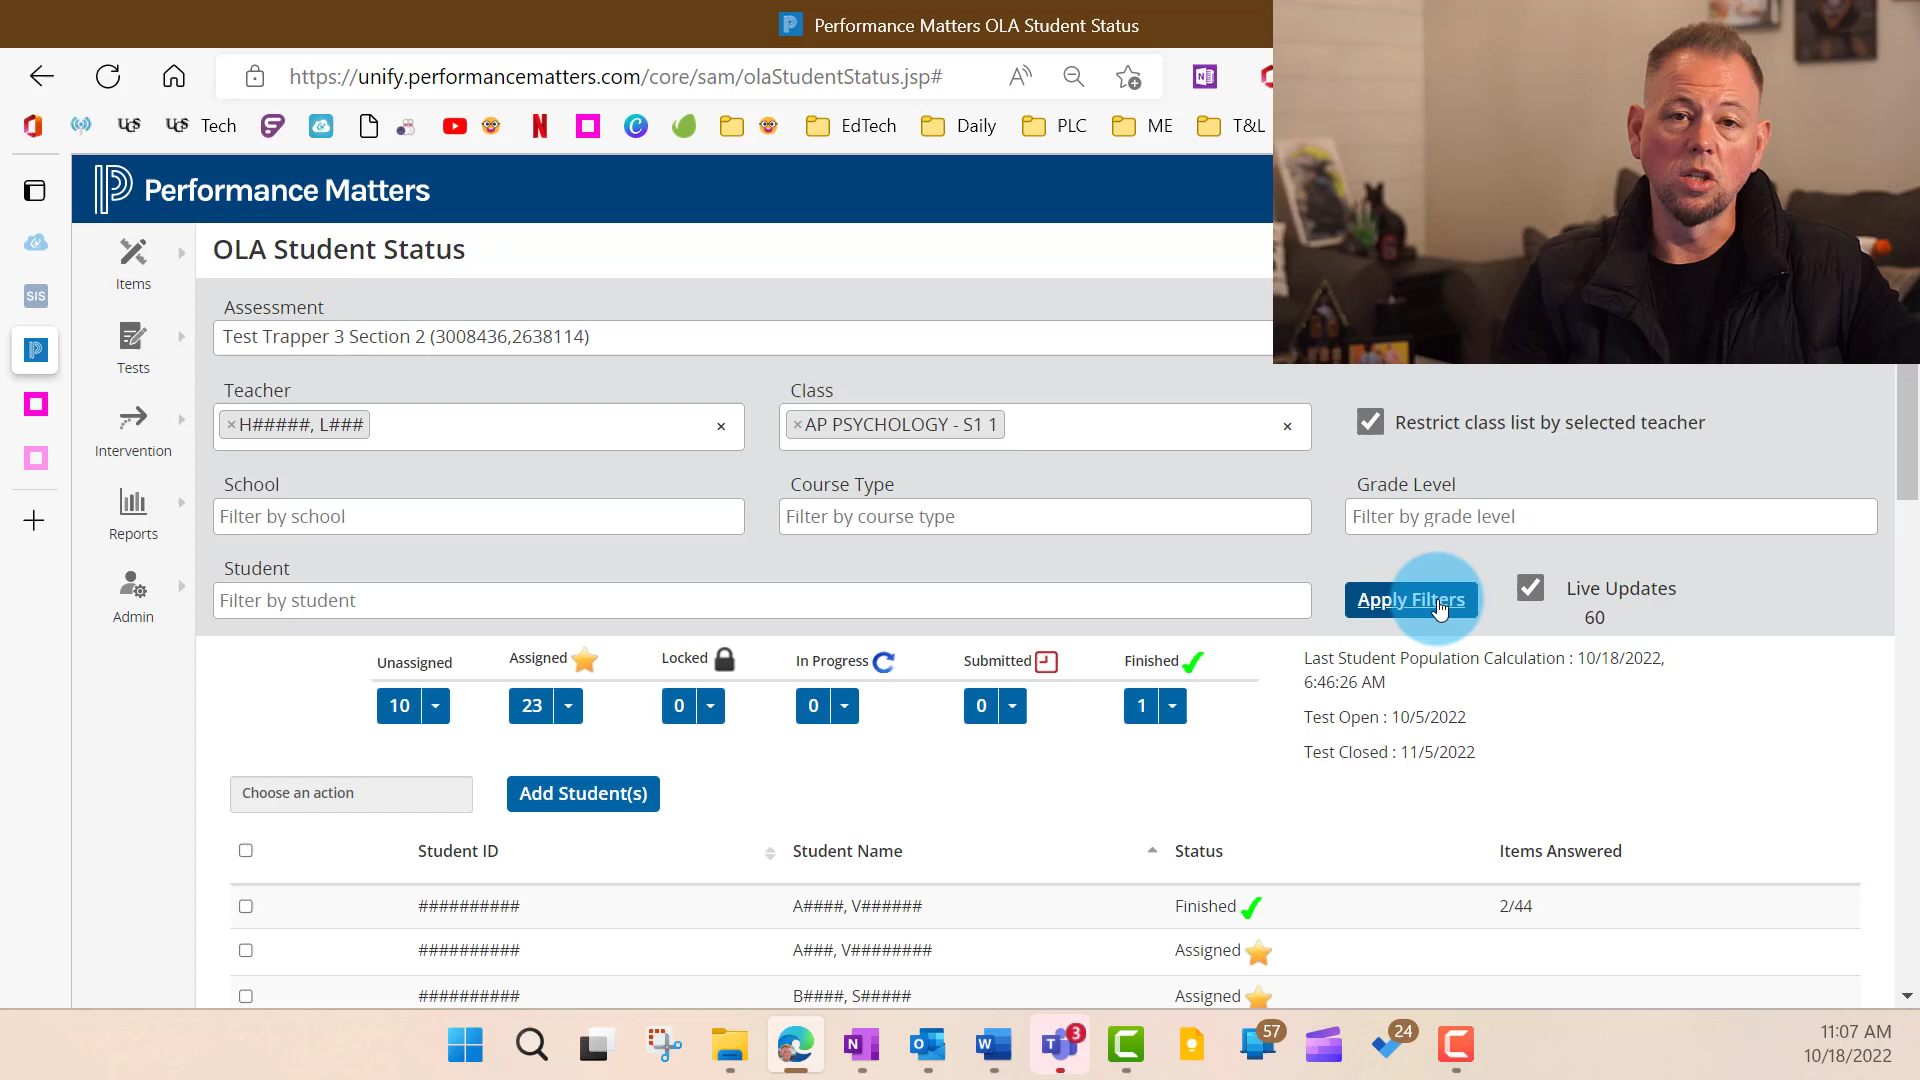 Performance Matters OLA Student Status
https://unify.performancematters.com/core/sam/olaStudentStatus.jsp#
UGS UGS Tech EdTech Daily PLC ME T&L
Performance Matters
SIS
Items
Tests
Intervention
Reports
Admin
OLA Student Status
Assessment
Test Trapper 3 Section 2 (3008436,2638114)
Teacher Class
×H#####, L### × ×AP PSYCHOLOGY - S1 1 × Restrict class list by selected teacher
School Course Type Grade Level
Filter by school Filter by course type Filter by grade level
Student
Filter by student Apply Filters Live Updates
60
Unassigned Assigned Locked In Progress Submitted Finished
10 23 0 0 0 1
Last Student Population Calculation : 10/18/2022,
6:46:26 AM
Test Open : 10/5/2022
Test Closed : 11/5/2022
Choose an action Add Student(s)
Student ID Student Name Status Items Answered
########## A####, V###### Finished 2/44
########## A###, V######## Assigned
########## B####, S##### Assigned
3 57 24
11:07 AM
10/18/2022